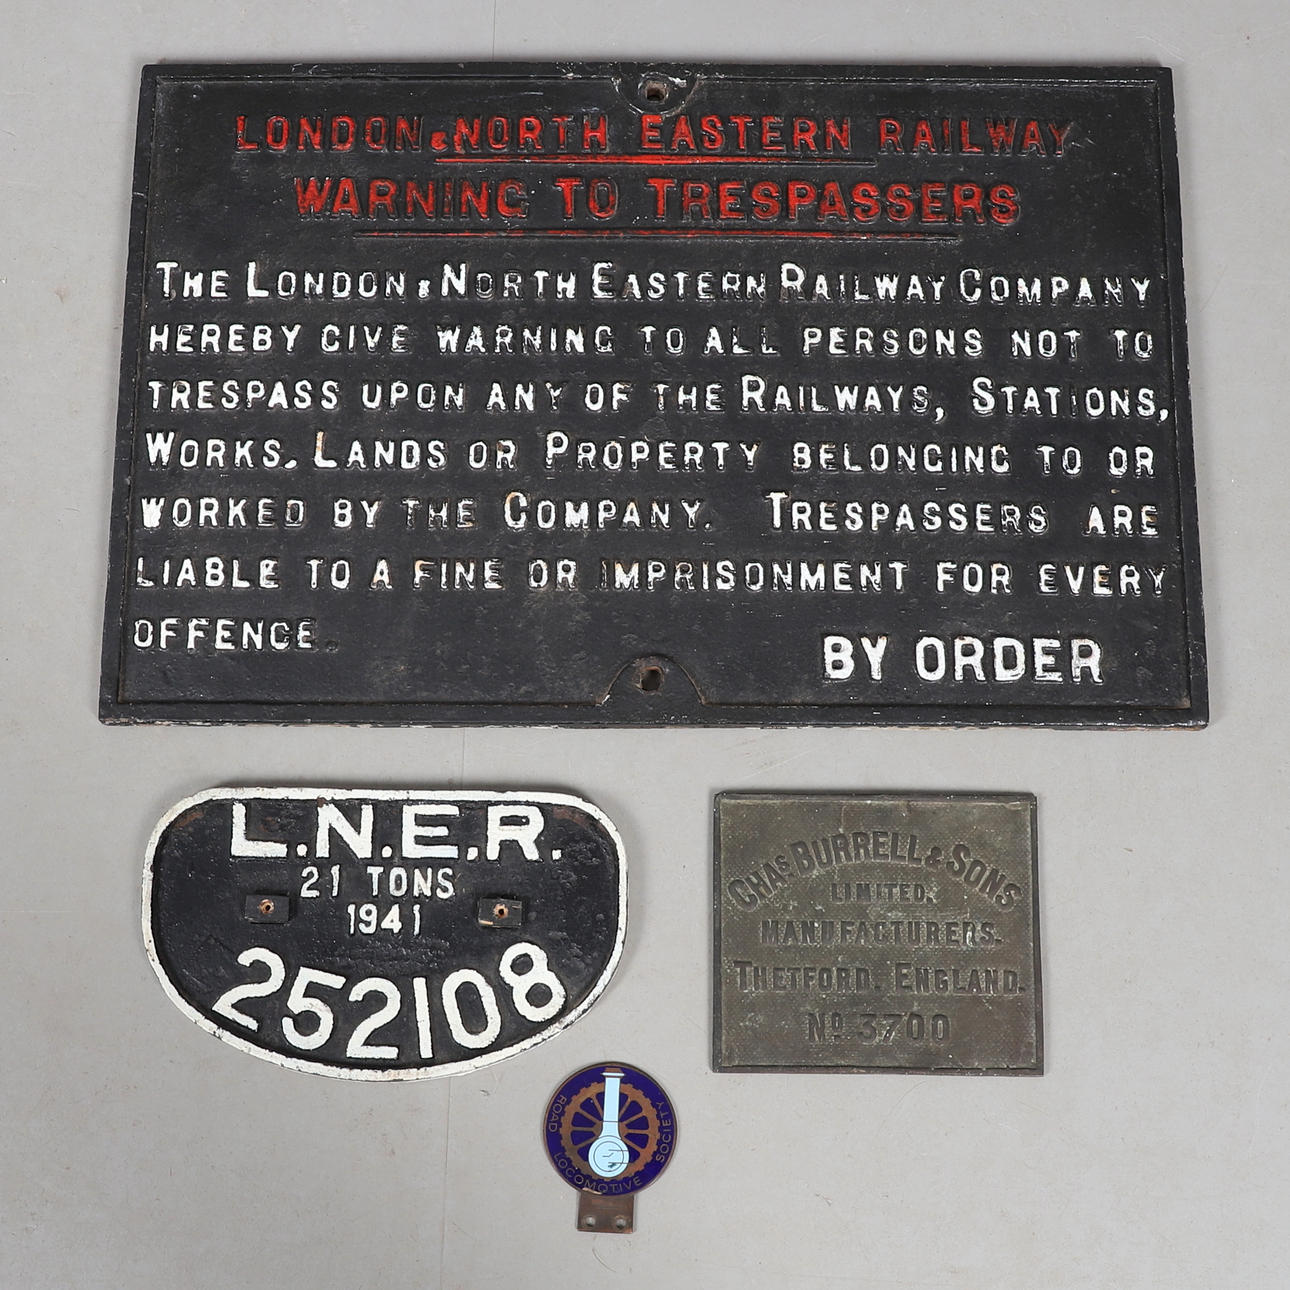 LONDON & NORTH EASTERN RAILWAY
WARNING TO TRESPASSERS
THE LONDON & NORTH EASTERN RAILWAY COMPANY
HEREBY GIVE WARNING TO ALL PERSONS NOT TO
TRESPASS UPON ANY OF THE RAILWAYS, STATIONS,
WORKS, LANDS OR PROPERTY BELONGING TO OR
WORKED BY THE COMPANY. TRESPASSERS ARE
LIABLE TO A FINE OR IMPRISONMENT FOR EVERY
OFFENCE.
BY ORDER
L.N.E.R.
21 TONS
1941
252108
CHAS BURRELL & SONS
LIMITED.
MANUFACTURERS.
THETFORD. ENGLAND.
No. 3700
ROAD LOCOMOTIVE SOCIETY